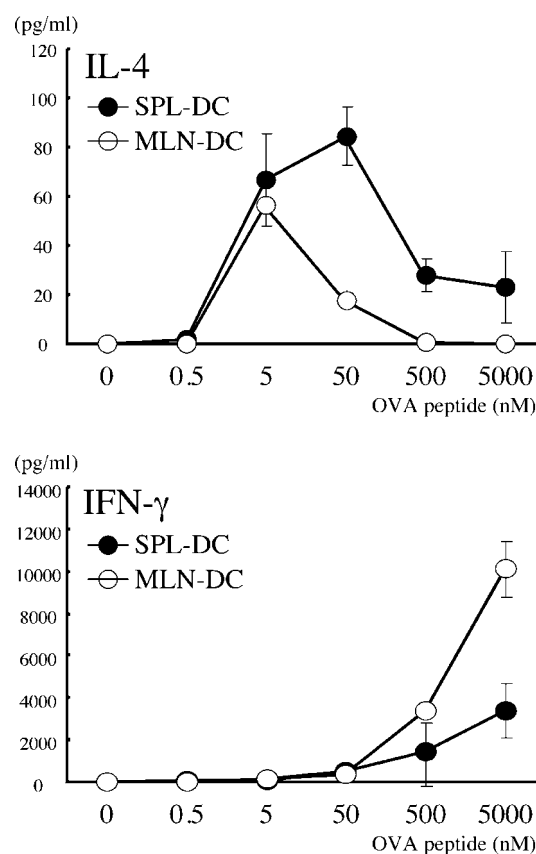 (pg/ml)
IL-4
120
SPL-DC
100
MLN-DC
80
60
40
20
0
0 0.5 5 50 500 5000
OVA peptide (nM)
(pg/ml)
14000
IFN-γ
12000
SPL-DC
10000
MLN-DC
8000
6000
4000
2000
0
0 0.5 5 50 500 5000
OVA peptide (nM)